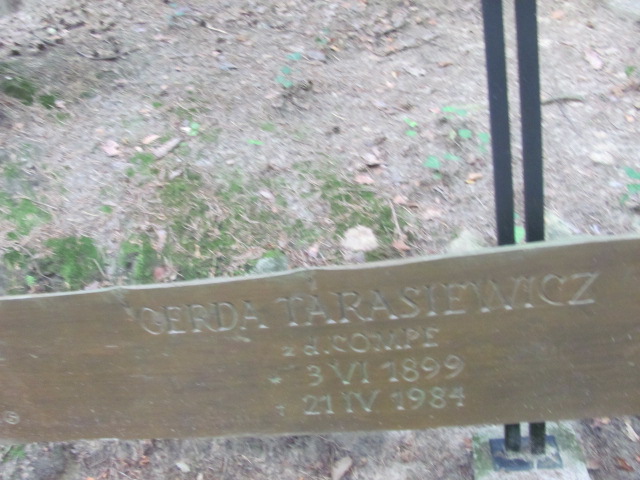 GERDA TARASIEWICZ
z d. COMPE
* 3 VI 1899
† 21 IV 1984